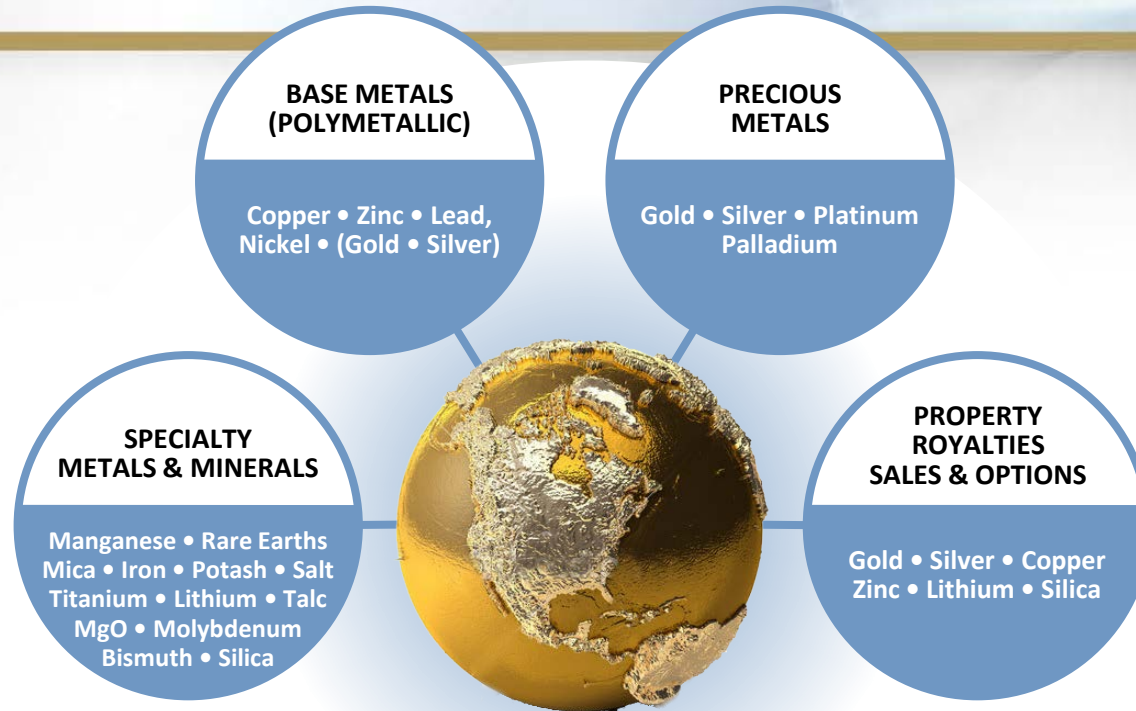 BASE METALS
(POLYMETALLIC)
Copper • Zinc • Lead,
Nickel • (Gold • Silver)
PRECIOUS
METALS
Gold • Silver • Platinum
Palladium
SPECIALTY
METALS & MINERALS
Manganese • Rare Earths
Mica • Iron • Potash • Salt
Titanium • Lithium • Talc
MgO • Molybdenum
Bismuth • Silica
PROPERTY
ROYALTIES
SALES & OPTIONS
Gold • Silver • Copper
Zinc • Lithium • Silica